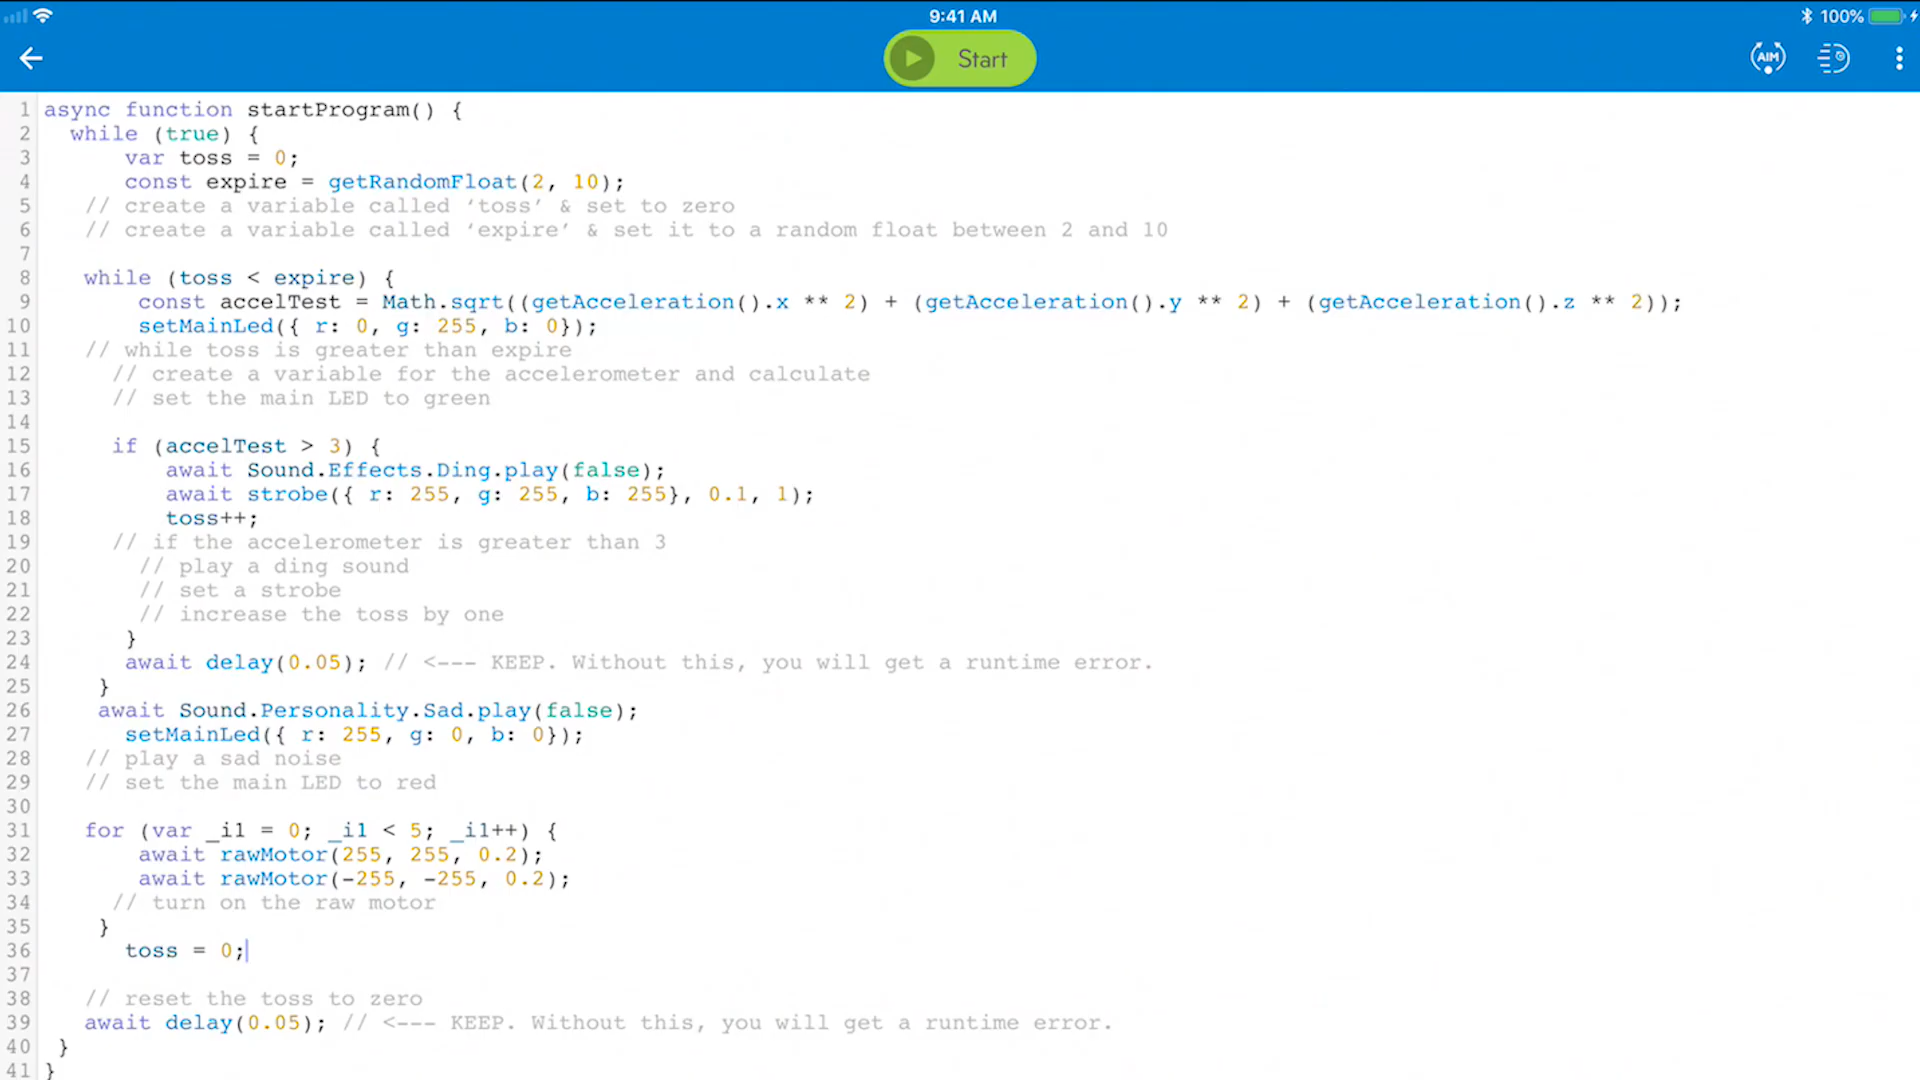 9:41 AM
100%
Start
AIM
1 async function startProgram() {
2 while (true) {
3 var toss = 0;
4 const expire = getRandomFloat(2, 10);
5 // create a variable called ‘toss’ & set to zero
6 // create a variable called ‘expire’ & set it to a random float between 2 and 10
7
8 while (toss < expire) {
9 const accelTest = Math.sqrt((getAcceleration().x ** 2) + (getAcceleration().y ** 2) + (getAcceleration().z ** 2));
10 setMainLed({ r: 0, g: 255, b: 0});
11 // while toss is greater than expire
12 // create a variable for the accelerometer and calculate
13 // set the main LED to green
14
15 if (accelTest > 3) {
16 await Sound.Effects.Ding.play(false);
17 await strobe({ r: 255, g: 255, b: 255}, 0.1, 1);
18 toss++;
19 // if the accelerometer is greater than 3
20 // play a ding sound
21 // set a strobe
22 // increase the toss by one
23 }
24 await delay(0.05); // <--- KEEP. Without this, you will get a runtime error.
25 }
26 await Sound.Personality.Sad.play(false);
27 setMainLed({ r: 255, g: 0, b: 0});
28 // play a sad noise
29 // set the main LED to red
30
31 for (var _i1 = 0; _i1 < 5; _i1++) {
32 await rawMotor(255, 255, 0.2);
33 await rawMotor(-255, -255, 0.2);
34 // turn on the raw motor
35 }
36 toss = 0;
37
38 // reset the toss to zero
39 await delay(0.05); // <--- KEEP. Without this, you will get a runtime error.
40 }
41 }